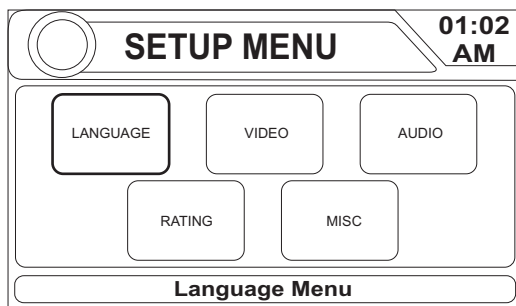 SETUP MENU
01:02
AM
LANGUAGE
VIDEO
AUDIO
RATING
MISC
Language Menu